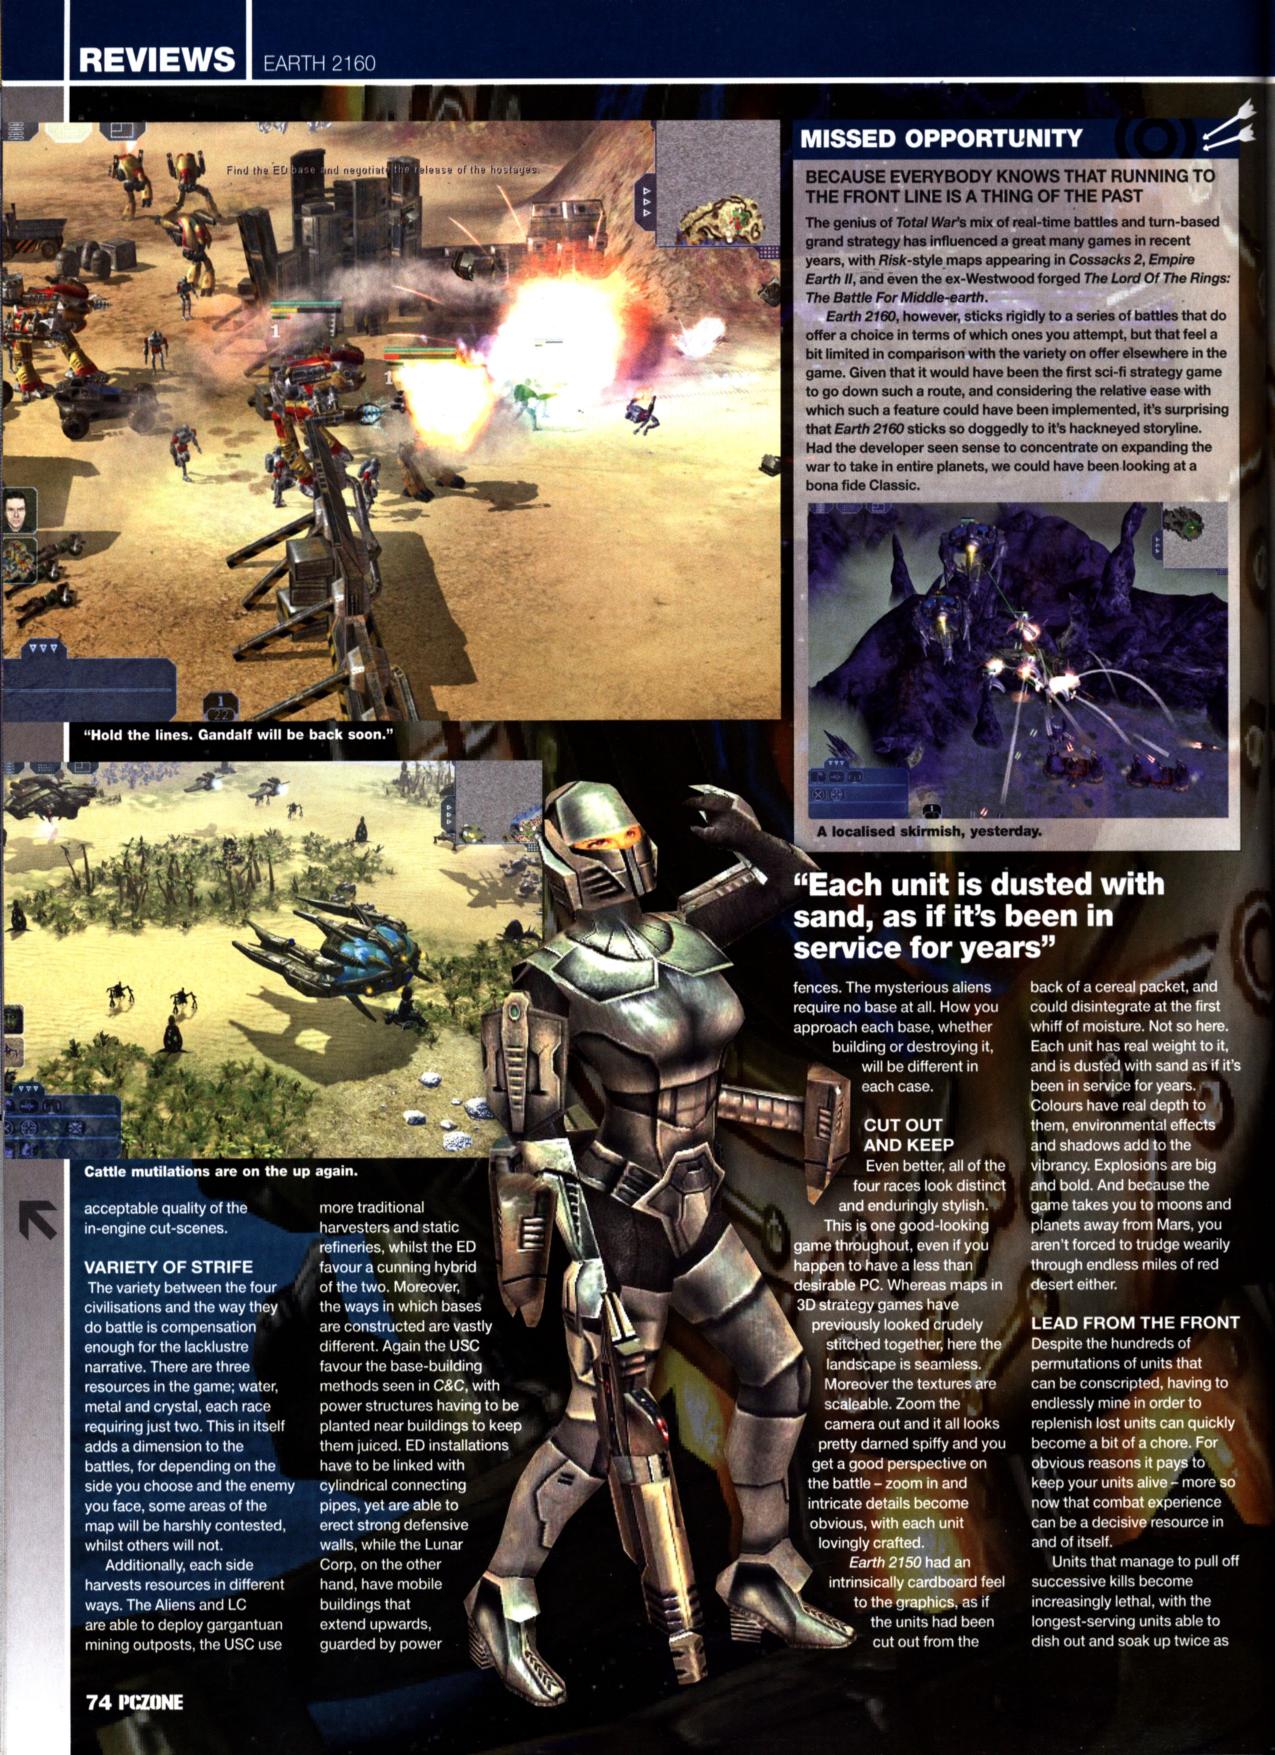 REVIEWS
EARTH 2160
Find the ED base and negotiate the release of the hostages.
1
1
1
22
"Hold the lines. Gandalf will be back soon."
MISSED OPPORTUNITY
BECAUSE EVERYBODY KNOWS THAT RUNNING TO
THE FRONT LINE IS A THING OF THE PAST
The genius of Total War's mix of real-time battles and turn-based
grand strategy has influenced a great many games in recent
years, with Risk-style maps appearing in Cossacks 2, Empire
Earth II, and even the ex-Westwood forged The Lord Of The Rings:
The Battle For Middle-earth.
Earth 2160, however, sticks rigidly to a series of battles that do
offer a choice in terms of which ones you attempt, but that feel a
bit limited in comparison with the variety on offer elsewhere in the
game. Given that it would have been the first sci-fi strategy game
to go down such a route, and considering the relative ease with
which such a feature could have been implemented, it's surprising
that Earth 2160 sticks so doggedly to it's hackneyed storyline.
Had the developer seen sense to concentrate on expanding the
war to take in entire planets, we could have been looking at a
bona fide Classic.
1
A localised skirmish, yesterday.
Cattle mutilations are on the up again.
acceptable quality of the
in-engine cut-scenes.
VARIETY OF STRIFE
The variety between the four
civilisations and the way they
do battle is compensation
enough for the lacklustre
narrative. There are three
resources in the game; water,
metal and crystal, each race
requiring just two. This in itself
adds a dimension to the
battles, for depending on the
side you choose and the enemy
you face, some areas of the
map will be harshly contested,
whilst others will not.
Additionally, each side
harvests resources in different
ways. The Aliens and LC
are able to deploy gargantuan
mining outposts, the USC use
more traditional
harvesters and static
refineries, whilst the ED
favour a cunning hybrid
of the two. Moreover,
the ways in which bases
are constructed are vastly
different. Again the USC
favour the base-building
methods seen in C&C, with
power structures having to be
planted near buildings to keep
them juiced. ED installations
have to be linked with
cylindrical connecting
pipes, yet are able to
erect strong defensive
walls, while the Lunar
Corp, on the other
hand, have mobile
buildings that
extend upwards,
guarded by power
"Each unit is dusted with
sand, as if it's been in
service for years"
fences. The mysterious aliens
require no base at all. How you
approach each base, whether
building or destroying it,
will be different in
each case.
CUT OUT
AND KEEP
Even better, all of the
four races look distinct
and enduringly stylish.
This is one good-looking
game throughout, even if you
happen to have a less than
desirable PC. Whereas maps in
3D strategy games have
previously looked crudely
stitched together, here the
landscape is seamless.
Moreover the textures are
scaleable. Zoom the
camera out and it all looks
pretty darned spiffy and you
get a good perspective on
the battle – zoom in and
intricate details become
obvious, with each unit
lovingly crafted.
Earth 2150 had an
intrinsically cardboard feel
to the graphics, as if
the units had been
cut out from the
back of a cereal packet, and
could disintegrate at the first
whiff of moisture. Not so here.
Each unit has real weight to it,
and is dusted with sand as if it's
been in service for years.
Colours have real depth to
them, environmental effects
and shadows add to the
vibrancy. Explosions are big
and bold. And because the
game takes you to moons and
planets away from Mars, you
aren't forced to trudge wearily
through endless miles of red
desert either.
LEAD FROM THE FRONT
Despite the hundreds of
permutations of units that
can be conscripted, having to
endlessly mine in order to
replenish lost units can quickly
become a bit of a chore. For
obvious reasons it pays to
keep your units alive – more so
now that combat experience
can be a decisive resource in
and of itself.
Units that manage to pull off
successive kills become
increasingly lethal, with the
longest-serving units able to
dish out and soak up twice as
74 PCZONE